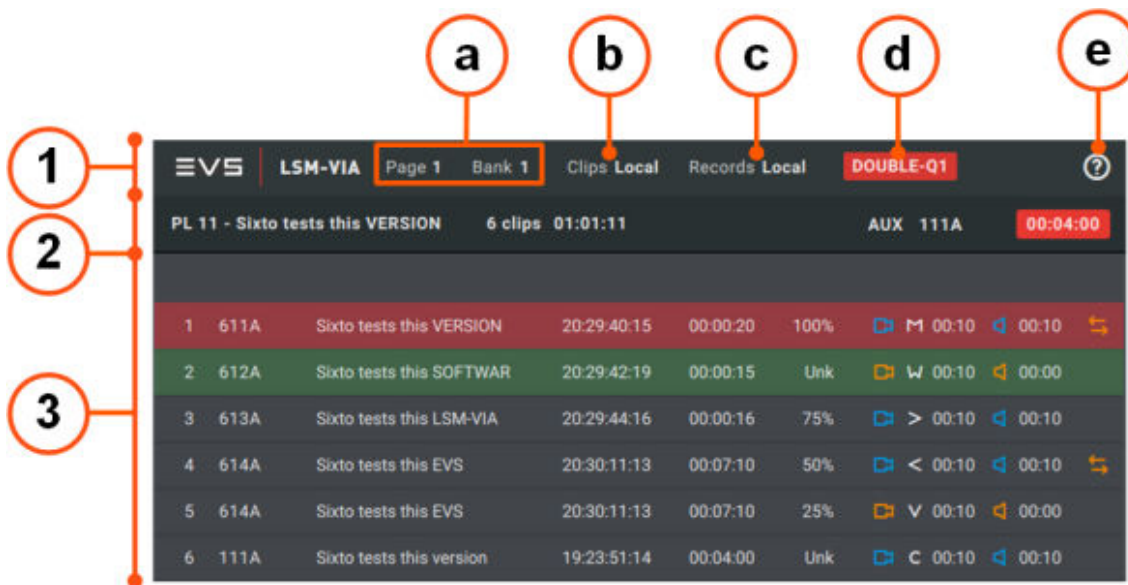 a b c d e
1 EVS LSM-VIA Page 1 Bank 1 Clips Local Records Local DOUBLE-Q1 ?
2 PL 11 - Sixto tests this VERSION 6 clips 01:01:11 AUX 111A 00:04:00
3
1 611A Sixto tests this VERSION 20:29:40:15 00:00:20 100% M 00:10 00:10
2 612A Sixto tests this SOFTWAR 20:29:42:19 00:00:15 Unk W 00:10 00:00
3 613A Sixto tests this LSM-VIA 20:29:44:16 00:00:16 75% > 00:10 00:10
4 614A Sixto tests this EVS 20:30:11:13 00:07:10 50% < 00:10 00:10
5 614A Sixto tests this EVS 20:30:11:13 00:07:10 25% V 00:10 00:00
6 111A Sixto tests this version 19:23:51:14 00:04:00 Unk C 00:10 00:10